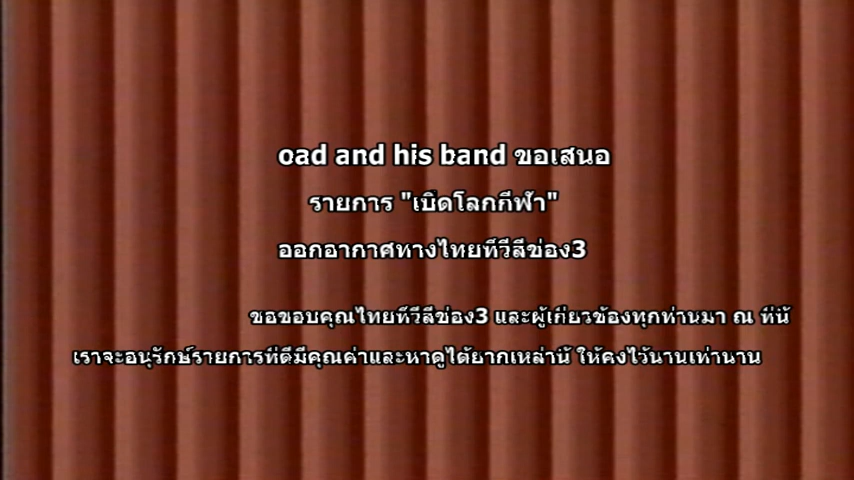 oad and his band ขอเสนอ
รายการ "เปิดโลกกีฬา"
ออกอากาศทางไทยทีวีสีช่อง3
ขอขอบคุณไทยทีวีสีช่อง3 และผู้เกี่ยวข้องทุกท่านมา ณ ที่นี้
เราจะอนุรักษ์รายการที่ดีมีคุณค่าและหาดูได้ยากเหล่านี้ ให้คงไว้นานเท่านาน